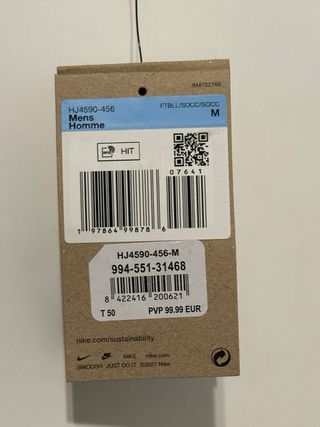 IM#722168
HJ4590-456 FTBLL/SOCC/SOCC
Mens M
Homme
HIT
07641
1 97864 99878 6
HJ4590-456-M
994-551-31468
8 422416 200621
T 50 PVP 99.99 EUR
nike.com/sustainability
NIKE nike.com
SWOOSH JUST DO IT ©2021 Nike